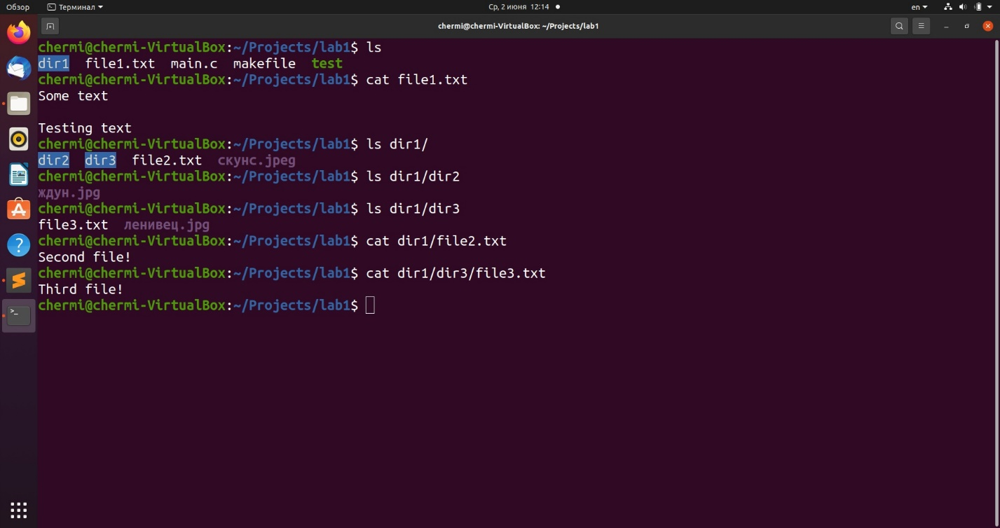 Обзор Терминал Ср, 2 июня 12:14 en
chermi@chermi-VirtualBox: ~/Projects/lab1
chermi@chermi-VirtualBox:~/Projects/lab1$ ls
dir1 file1.txt main.c makefile test
chermi@chermi-VirtualBox:~/Projects/lab1$ cat file1.txt
Some text
Testing text
chermi@chermi-VirtualBox:~/Projects/lab1$ ls dir1/
dir2 dir3 file2.txt скунс.jpeg
chermi@chermi-VirtualBox:~/Projects/lab1$ ls dir1/dir2
ждун.jpg
chermi@chermi-VirtualBox:~/Projects/lab1$ ls dir1/dir3
file3.txt ленивец.jpg
chermi@chermi-VirtualBox:~/Projects/lab1$ cat dir1/file2.txt
Second file!
chermi@chermi-VirtualBox:~/Projects/lab1$ cat dir1/dir3/file3.txt
Third file!
chermi@chermi-VirtualBox:~/Projects/lab1$